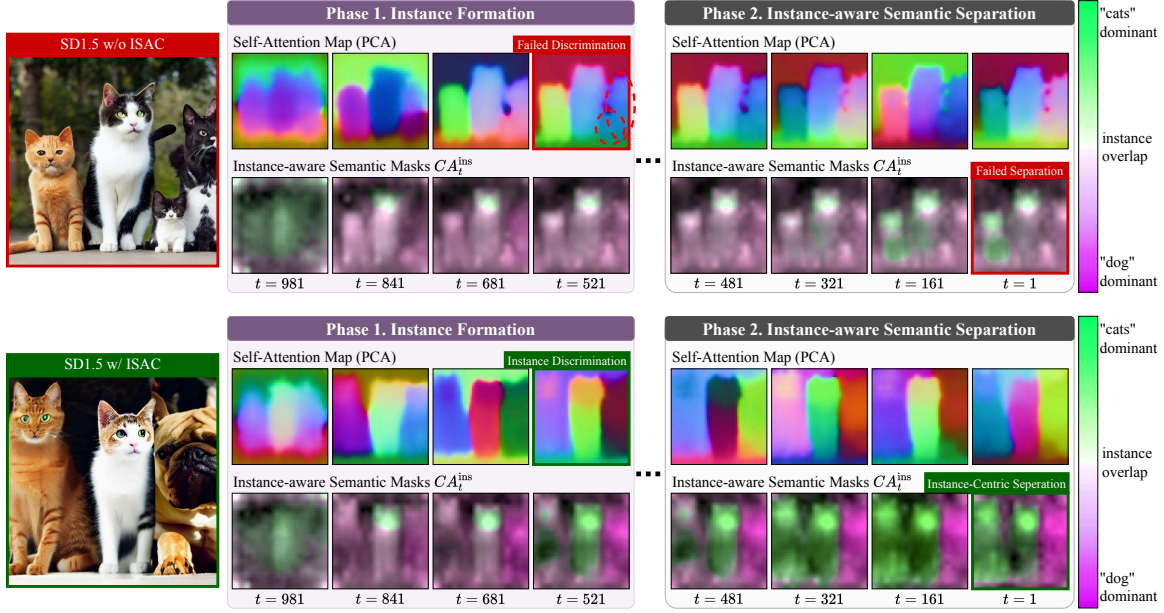 SD1.5 w/o ISAC
Phase 1. Instance Formation
Self-Attention Map (PCA)
Failed Discrimination
Instance-aware Semantic Masks CA_t^ins
t = 981
t = 841
t = 681
t = 521
...
Phase 2. Instance-aware Semantic Separation
Self-Attention Map (PCA)
Instance-aware Semantic Masks CA_t^ins
Failed Separation
t = 481
t = 321
t = 161
t = 1
"cats"
dominant
instance
overlap
"dog"
dominant
SD1.5 w/ ISAC
Phase 1. Instance Formation
Self-Attention Map (PCA)
Instance Discrimination
Instance-aware Semantic Masks CA_t^ins
t = 981
t = 841
t = 681
t = 521
...
Phase 2. Instance-aware Semantic Separation
Self-Attention Map (PCA)
Instance-aware Semantic Masks CA_t^ins
Instance-Centric Seperation
t = 481
t = 321
t = 161
t = 1
"cats"
dominant
instance
overlap
"dog"
dominant